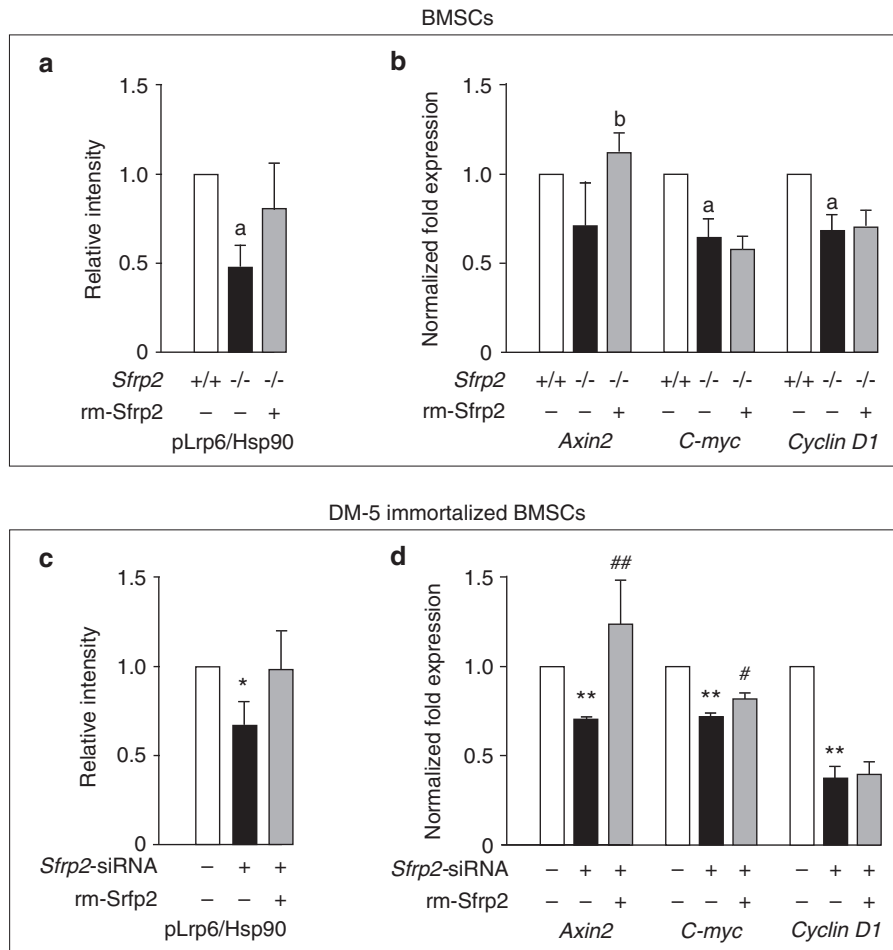 BMSCs
a
b
1.5
1.0
0.5
0
Relative intensity
a
Sfrp2 +/+ -/- -/-
rm-Sfrp2 – – +
pLrp6/Hsp90
1.5
1.0
0.5
0
Normalized fold expression
b
a
a
Sfrp2 +/+ -/- -/- +/+ -/- -/- +/+ -/- -/-
rm-Sfrp2 – – + – – + – – +
Axin2 C-myc Cyclin D1
DM-5 immortalized BMSCs
c
d
1.5
1.0
0.5
0
Relative intensity
*
Sfrp2-siRNA – + +
rm-Srfp2 – – +
pLrp6/Hsp90
1.5
1.0
0.5
0
Normalized fold expression
##
** ** #
**
Sfrp2-siRNA – + + – + + – + +
rm-Sfrp2 – – + – – + – – +
Axin2 C-myc Cyclin D1